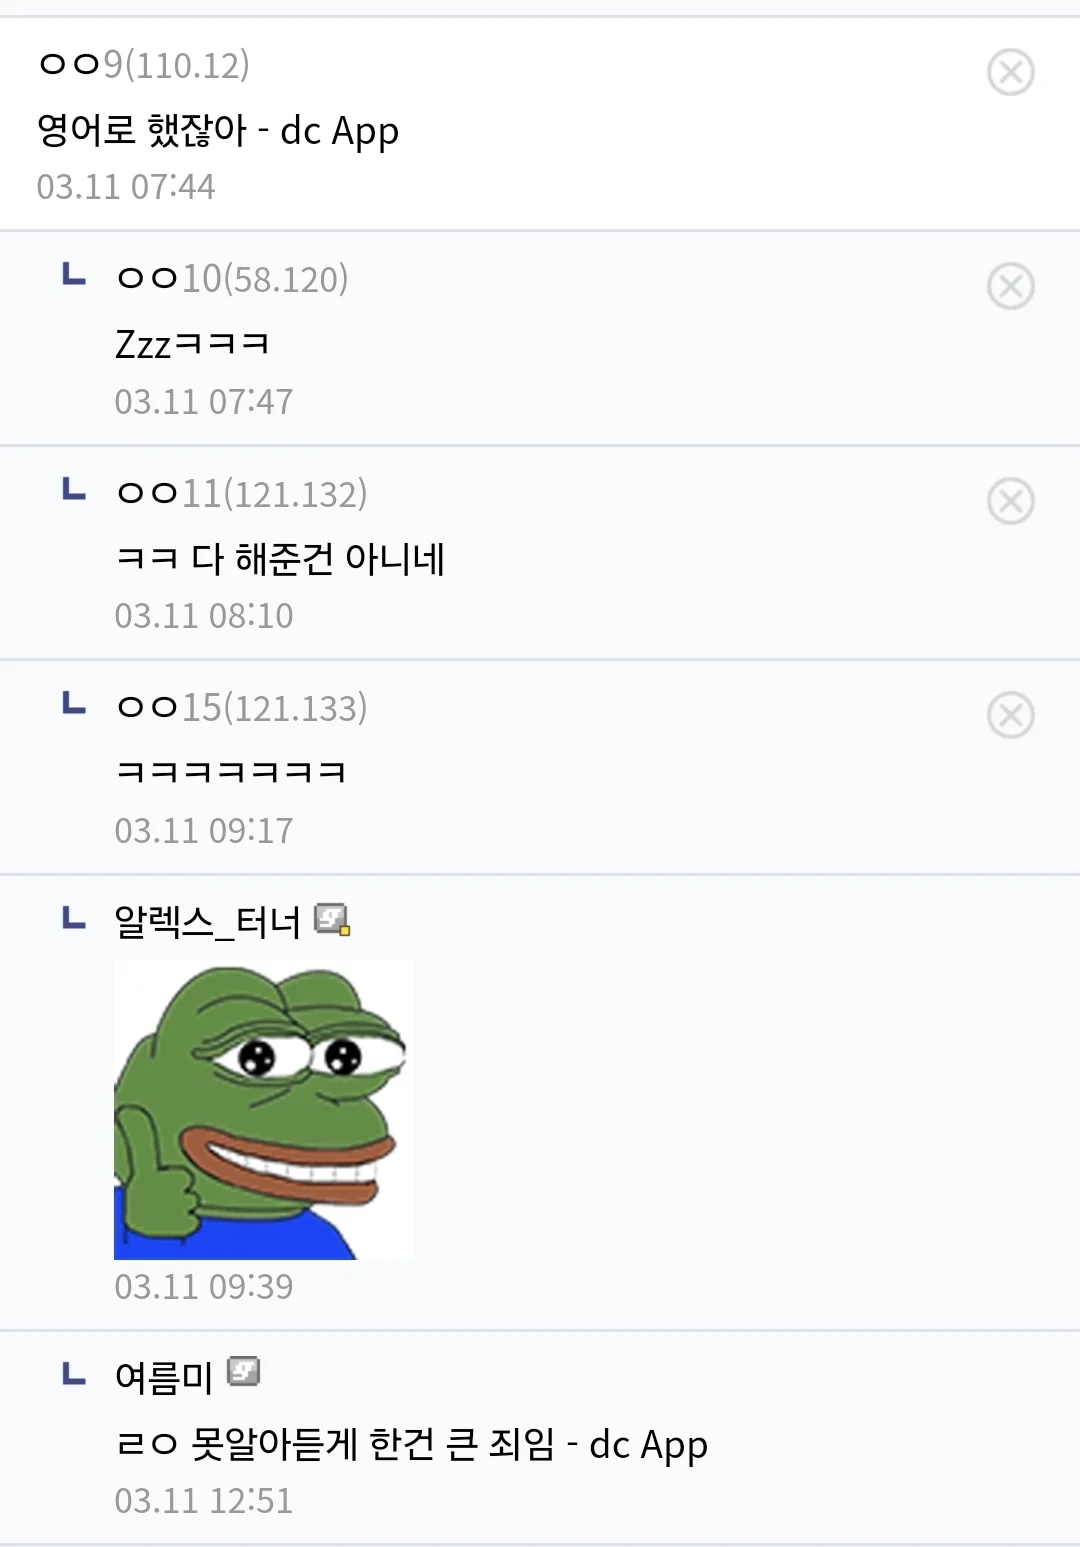 ㅇㅇ9(110.12)
영어로 했잖아 - dc App
03.11 07:44
ㅇㅇ10(58.120)
Zzzㅋㅋㅋ
03.11 07:47
ㅇㅇ11(121.132)
ㅋㅋ 다 해준건 아니네
03.11 08:10
ㅇㅇ15(121.133)
ㅋㅋㅋㅋㅋㅋㅋ
03.11 09:17
알렉스_터너
03.11 09:39
여름미
ㄹㅇ 못알아듣게 한건 큰 죄임 - dc App
03.11 12:51